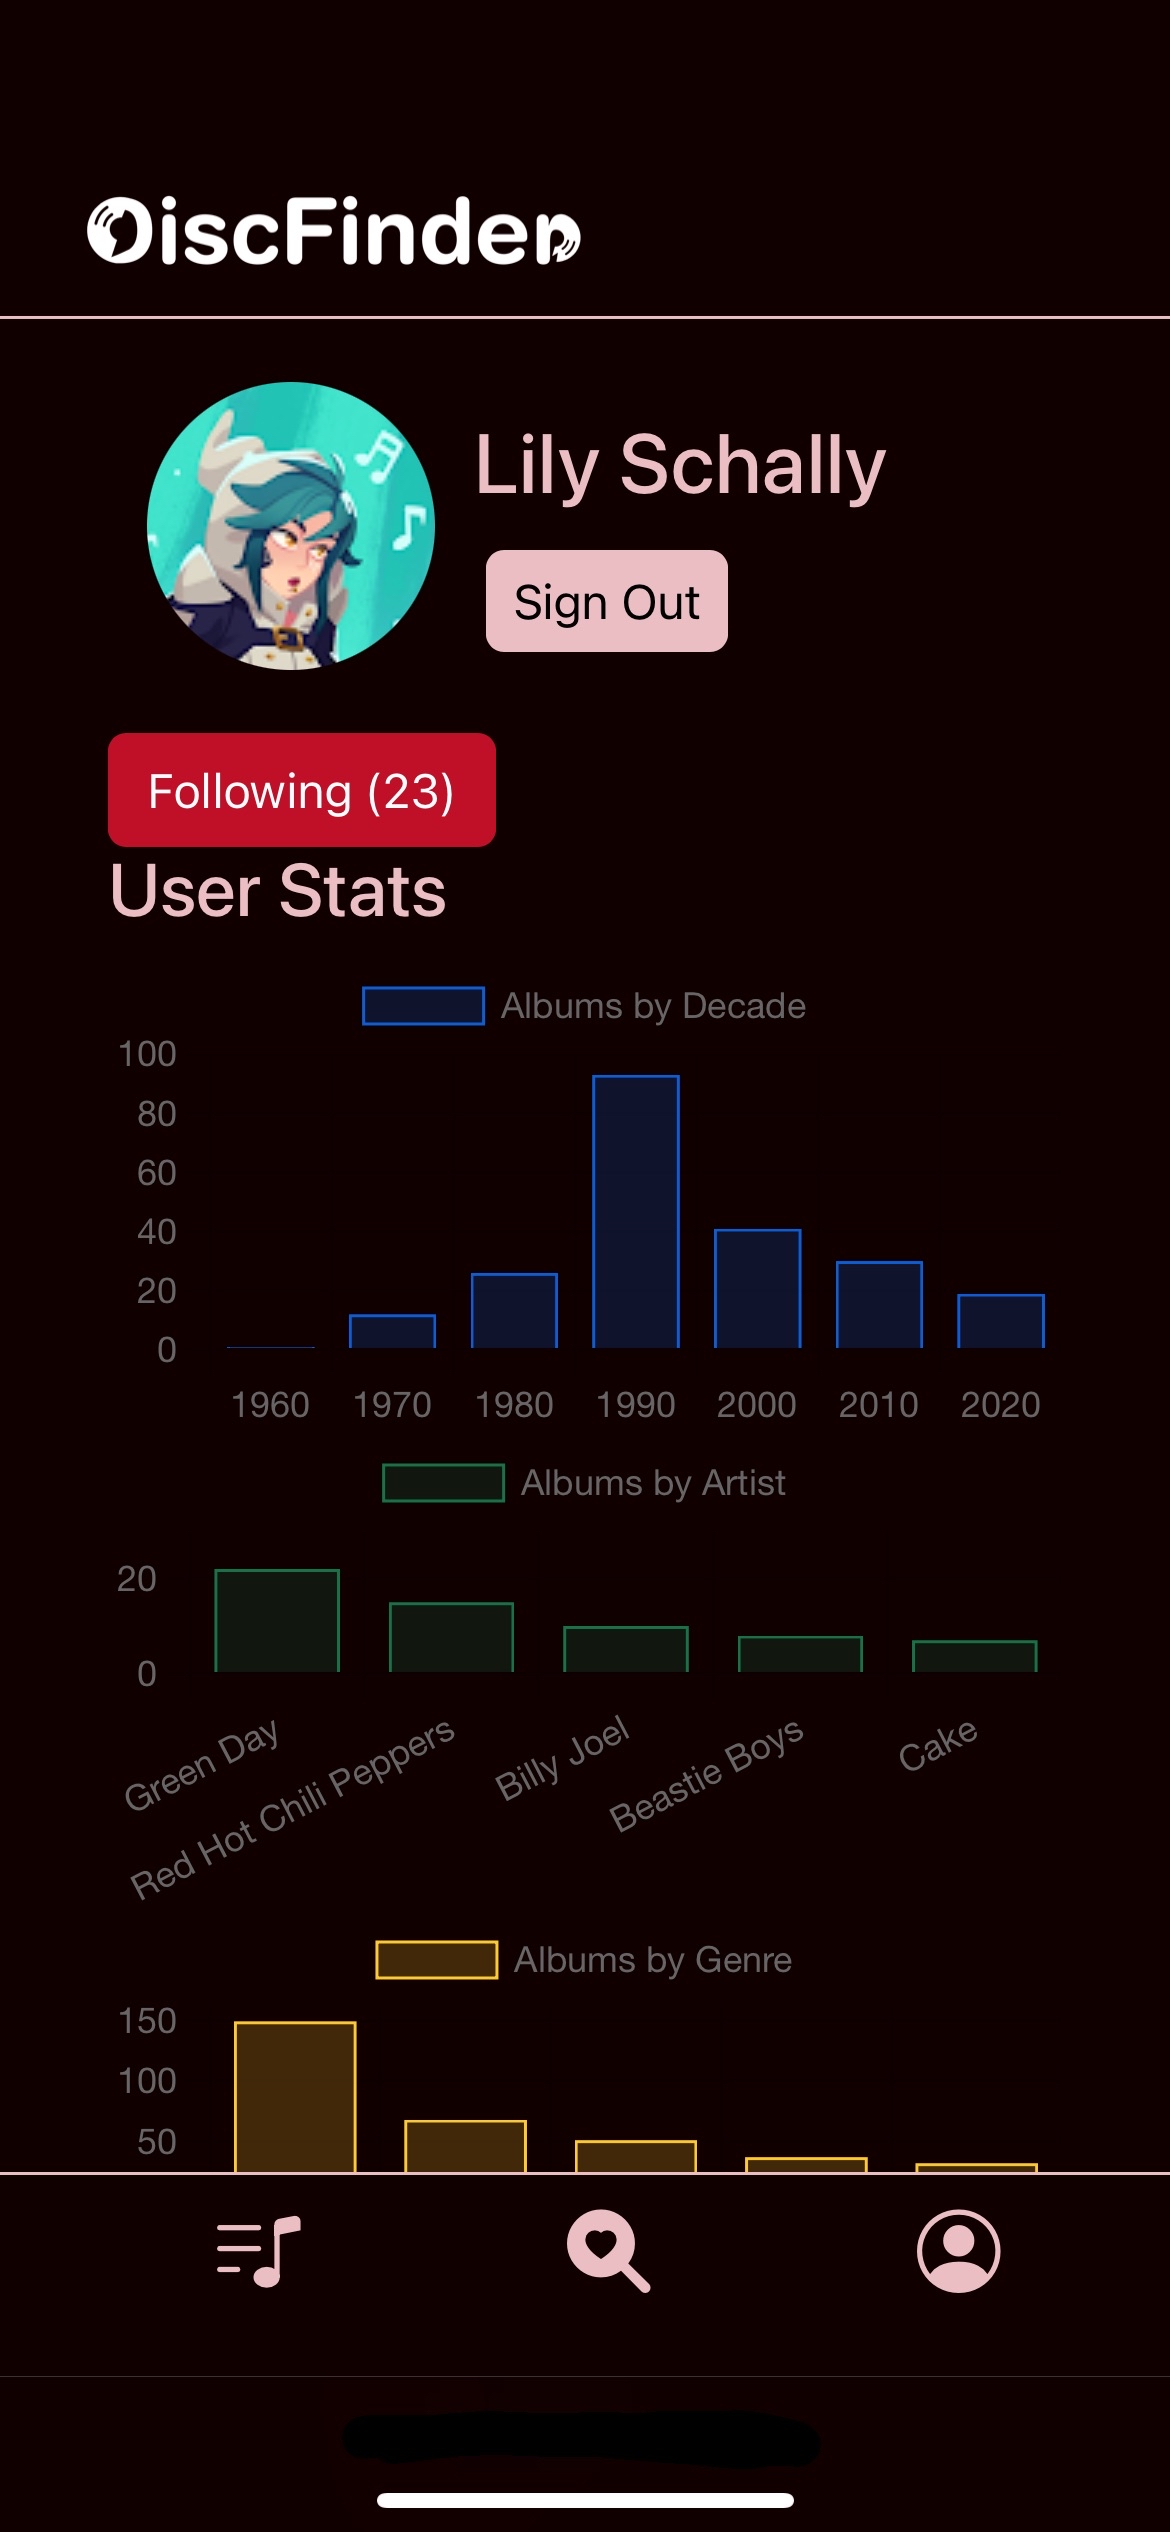 DiscFinder
Lily Schally
Sign Out
Following (23)
User Stats
Albums by Decade
100
80
60
40
20
0
1960 1970 1980 1990 2000 2010 2020
Albums by Artist
20
0
Green Day Red Hot Chili Peppers Billy Joel Beastie Boys Cake
Albums by Genre
150
100
50